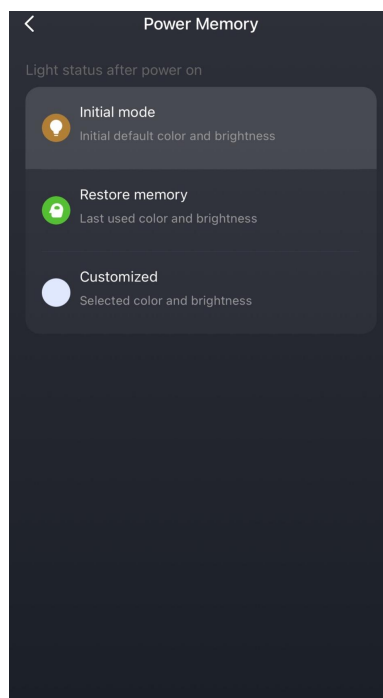 Power Memory
Light status after power on
Initial mode
Initial default color and brightness
Restore memory
Last used color and brightness
Customized
Selected color and brightness